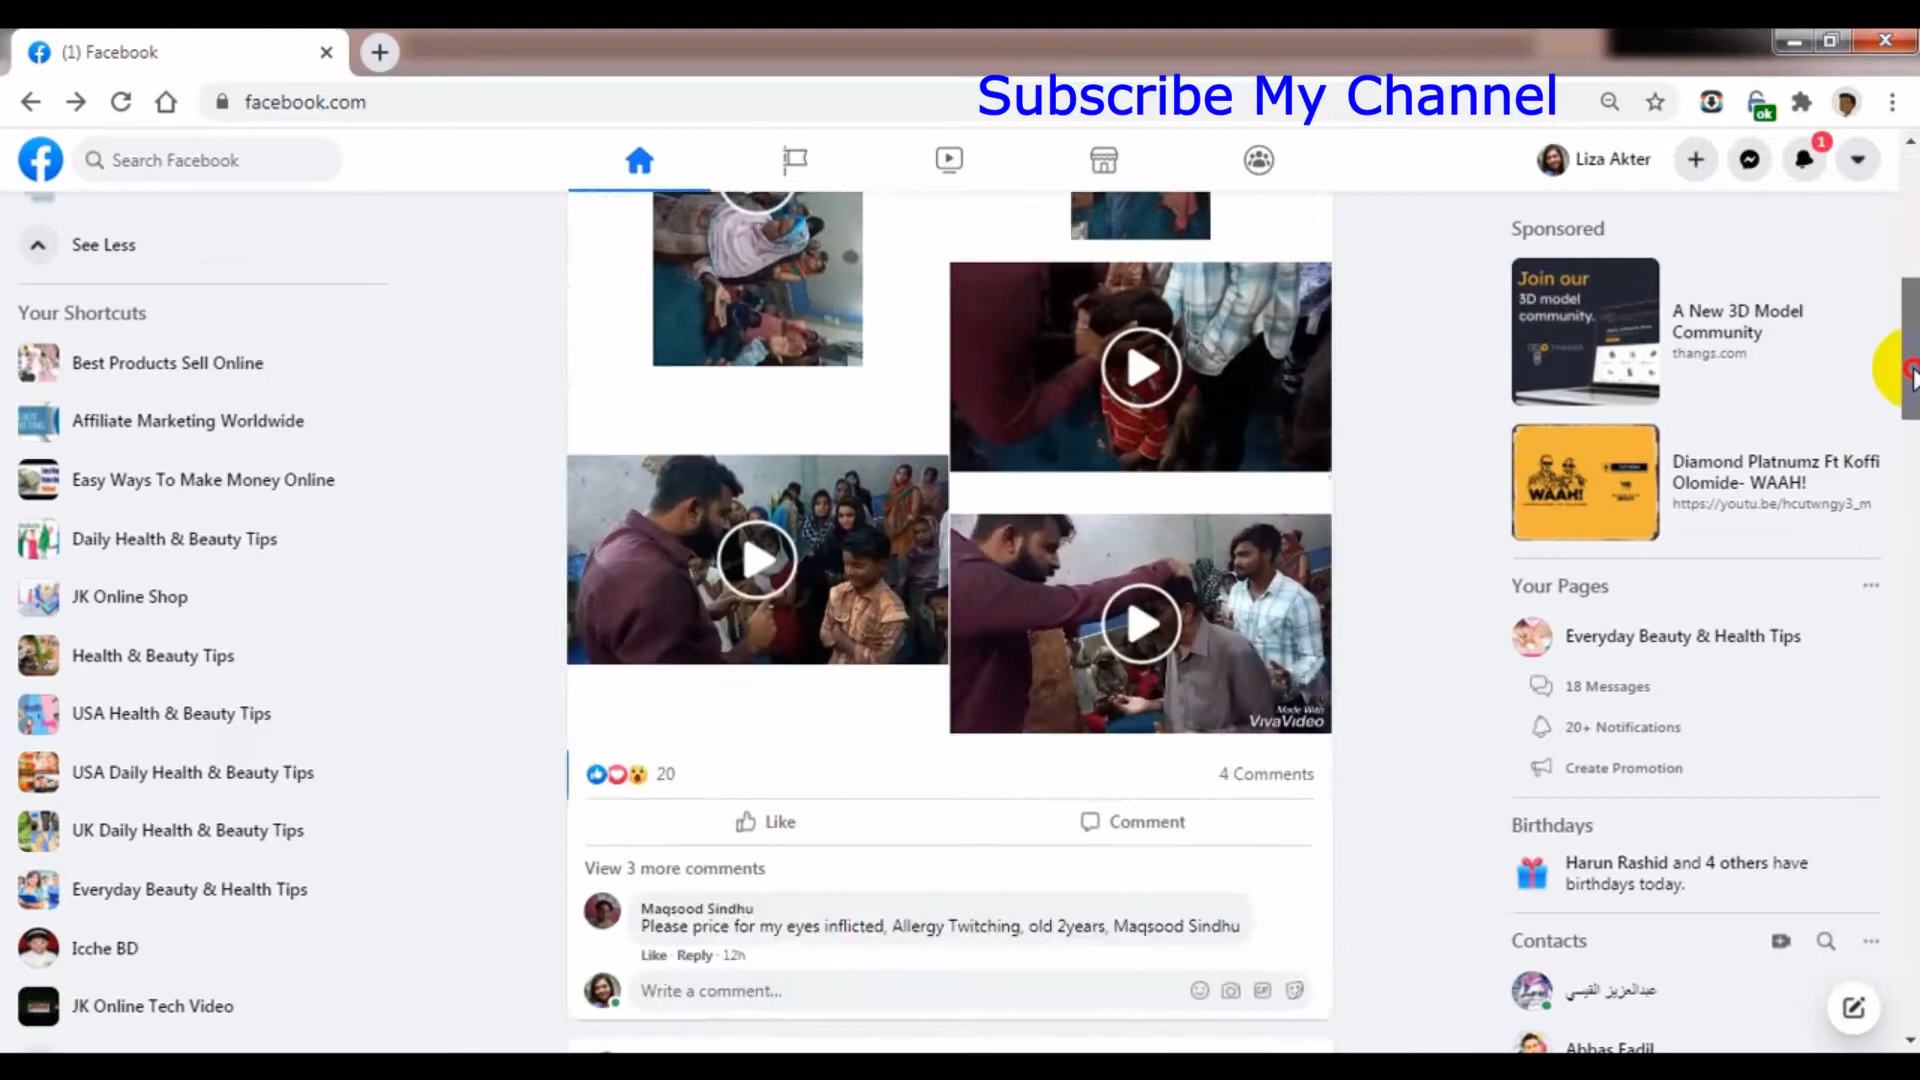 (1) Facebook
facebook.com
Subscribe My Channel
ok
Search Facebook
Liza Akter
1
See Less
Your Shortcuts
Best Products Sell Online
Affiliate Marketing Worldwide
Easy Ways To Make Money Online
Daily Health & Beauty Tips
JK Online Shop
Health & Beauty Tips
USA Health & Beauty Tips
USA Daily Health & Beauty Tips
UK Daily Health & Beauty Tips
Everyday Beauty & Health Tips
Icche BD
JK Online Tech Video
Made With
VivaVideo
20
4 Comments
Like
Comment
View 3 more comments
Maqsood Sindhu
Please price for my eyes inflicted, Allergy Twitching, old 2years, Maqsood Sindhu
Like · Reply · 12h
Write a comment...
GIF
Sponsored
Join our
3D model
community.
THANGS
A New 3D Model
Community
thangs.com
WAAH!
Diamond Platnumz Ft Koffi
Olomide- WAAH!
https://youtu.be/hcutwngy3_m
Your Pages
Everyday Beauty & Health Tips
18 Messages
20+ Notifications
Create Promotion
Birthdays
Harun Rashid and 4 others have
birthdays today.
Contacts
عبدالعزيز القيسي
Abbas Fadil